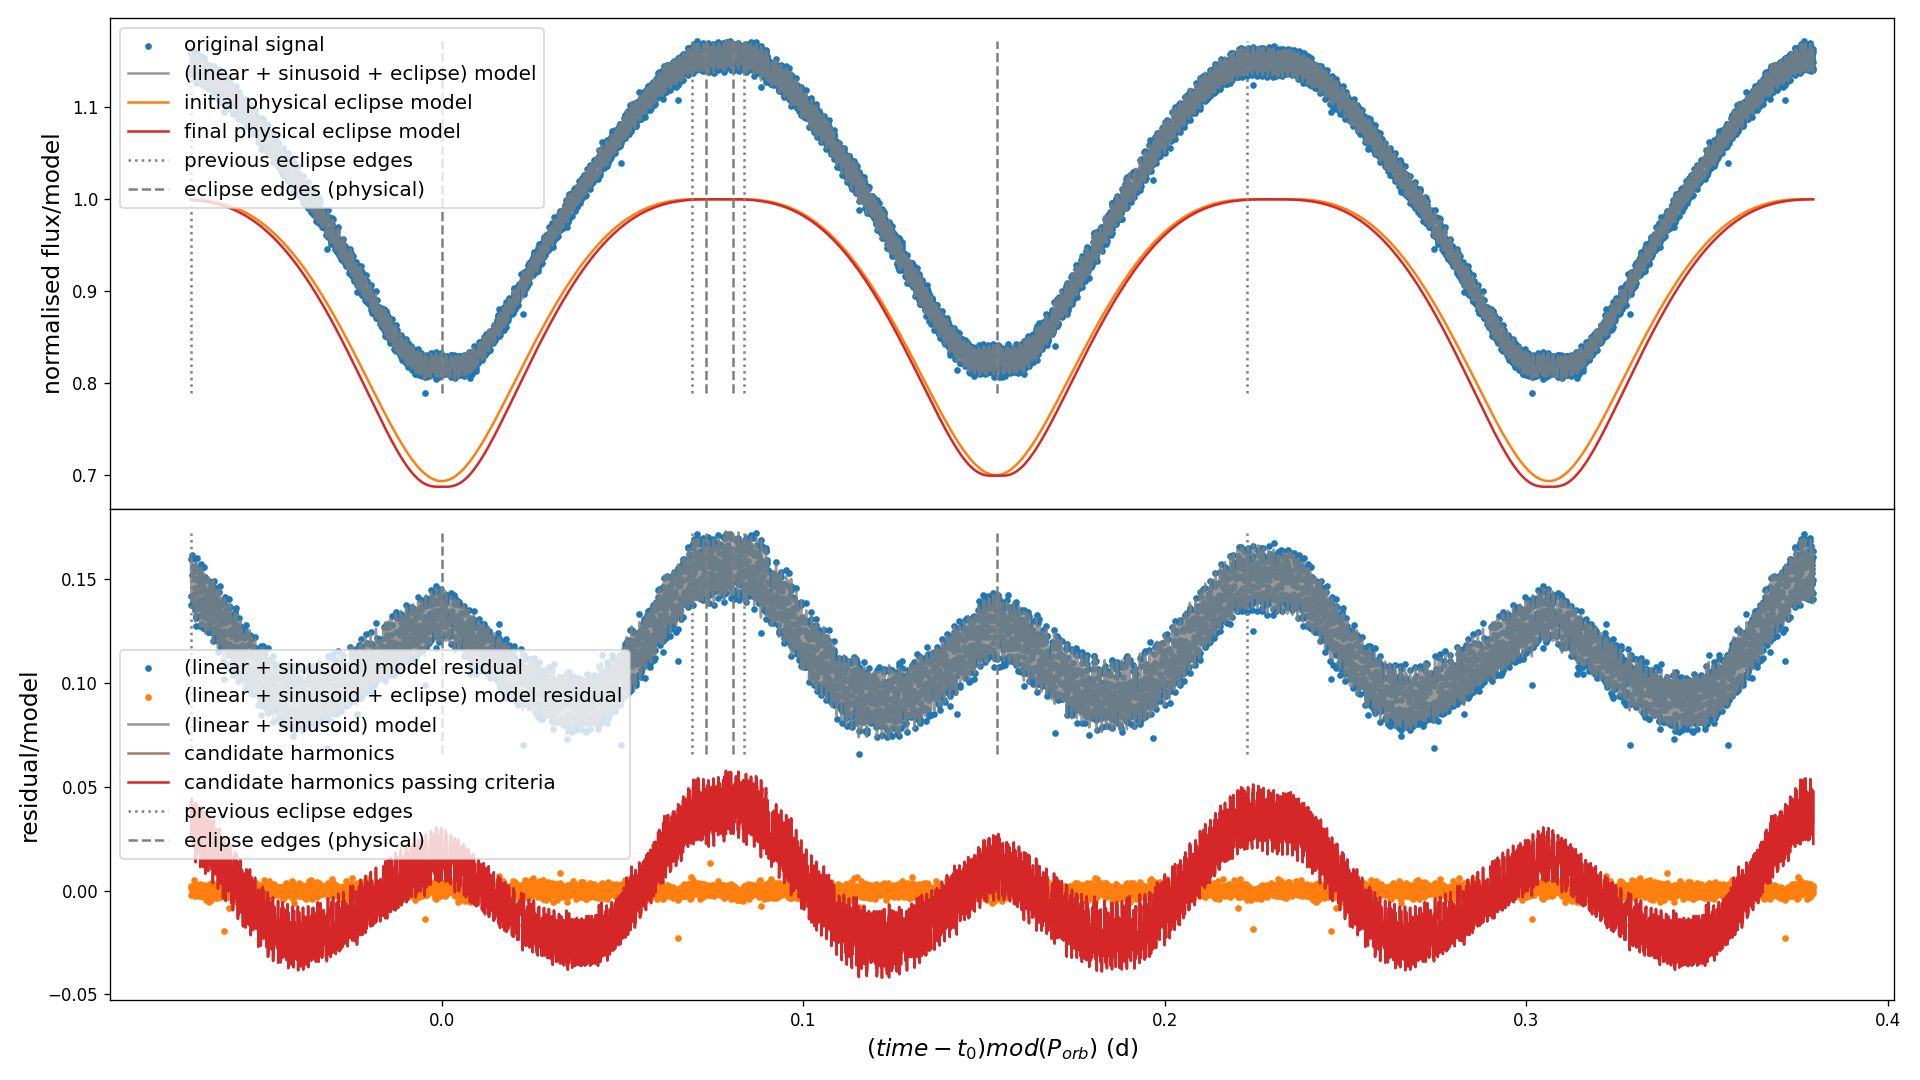 original signal
(linear + sinusoid + eclipse) model
initial physical eclipse model
final physical eclipse model
previous eclipse edges
eclipse edges (physical)
normalised flux/model
1.1
1.0
0.9
0.8
0.7
(linear + sinusoid) model residual
(linear + sinusoid + eclipse) model residual
(linear + sinusoid) model
candidate harmonics
candidate harmonics passing criteria
previous eclipse edges
eclipse edges (physical)
residual/model
0.15
0.10
0.05
0.00
−0.05
0.0 0.1 0.2 0.3 0.4
(time − t₀)mod(Pₒᵣb) (d)